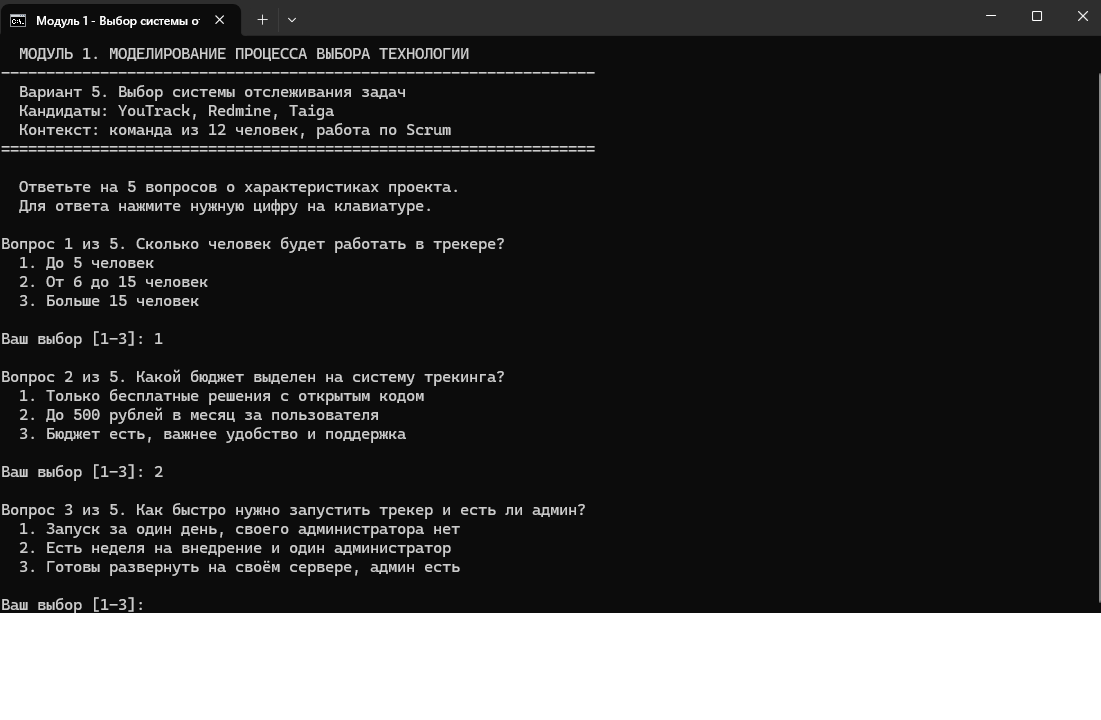 Модуль 1 - Выбор системы от
МОДУЛЬ 1. МОДЕЛИРОВАНИЕ ПРОЦЕССА ВЫБОРА ТЕХНОЛОГИИ
------------------------------------------------------------------
Вариант 5. Выбор системы отслеживания задач
Кандидаты: YouTrack, Redmine, Taiga
Контекст: команда из 12 человек, работа по Scrum
==================================================================
Ответьте на 5 вопросов о характеристиках проекта.
Для ответа нажмите нужную цифру на клавиатуре.
Вопрос 1 из 5. Сколько человек будет работать в трекере?
1. До 5 человек
2. От 6 до 15 человек
3. Больше 15 человек
Ваш выбор [1-3]: 1
Вопрос 2 из 5. Какой бюджет выделен на систему трекинга?
1. Только бесплатные решения с открытым кодом
2. До 500 рублей в месяц за пользователя
3. Бюджет есть, важнее удобство и поддержка
Ваш выбор [1-3]: 2
Вопрос 3 из 5. Как быстро нужно запустить трекер и есть ли админ?
1. Запуск за один день, своего администратора нет
2. Есть неделя на внедрение и один администратор
3. Готовы развернуть на своём сервере, админ есть
Ваш выбор [1-3]: